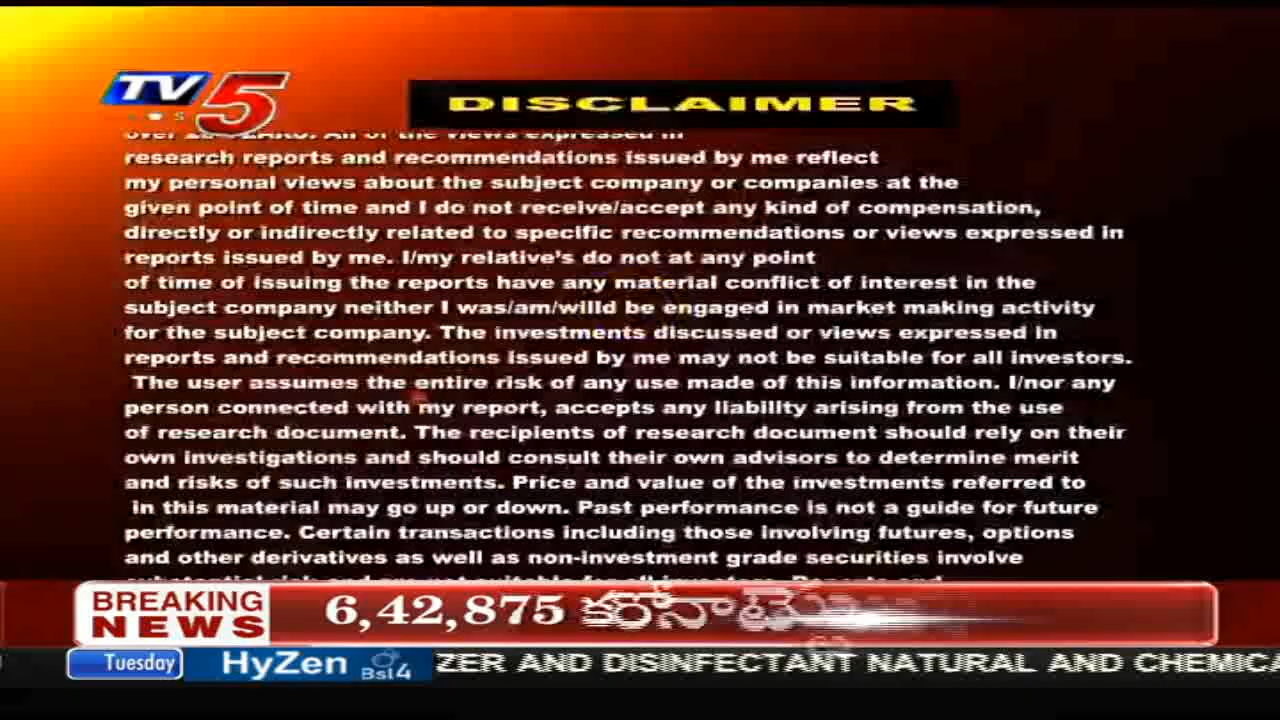 TV5
NEWS
DISCLAIMER
All of the views expressed in
research reports and recommendations issued by me reflect
my personal views about the subject company or companies at the
given point of time and I do not receive/accept any kind of compensation,
directly or indirectly related to specific recommendations or views expressed in
reports issued by me. I/my relative's do not at any point
of time of issuing the reports have any material conflict of interest in the
subject company neither I was/am/willd be engaged in market making activity
for the subject company. The investments discussed or views expressed in
reports and recommendations issued by me may not be suitable for all investors.
The user assumes the entire risk of any use made of this information. I/nor any
person connected with my report, accepts any liability arising from the use
of research document. The recipients of research document should rely on their
own investigations and should consult their own advisors to determine merit
and risks of such investments. Price and value of the investments referred to
in this material may go up or down. Past performance is not a guide for future
performance. Certain transactions including those involving futures, options
and other derivatives as well as non-investment grade securities involve
BREAKING
NEWS
6,42,875 కరోనా
Tuesday
HyZen Bsl4
ZER AND DISINFECTANT NATURAL AND CHEMICA